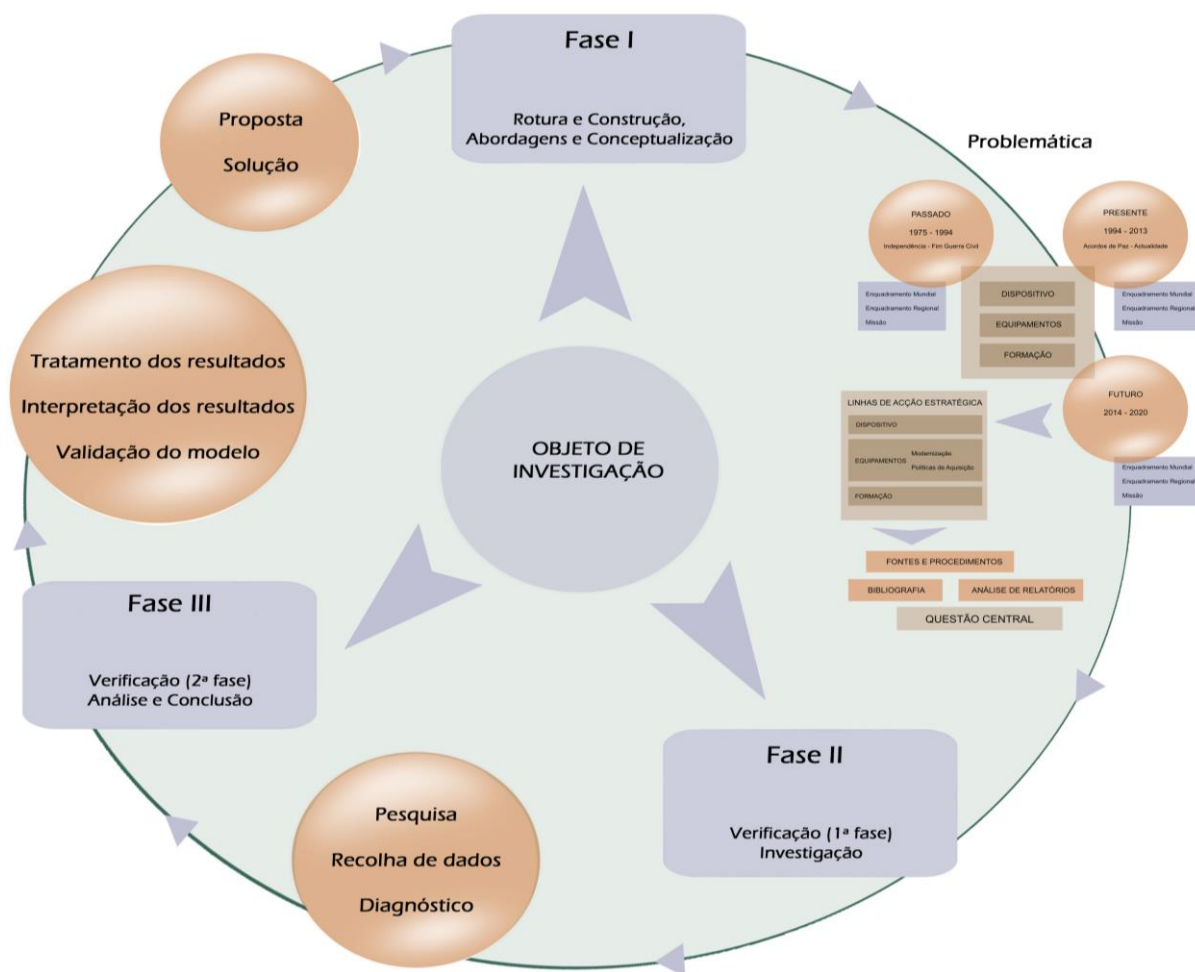 Fase I
Rotura e Construção,
Abordagens e Conceptualização
Proposta
Solução
Problemática
PASSADO
1975 - 1994
Independência - Fim Guerra Civil
PRESENTE
1994 - 2013
Acordos de Paz - Actualidade
Enquadramento Mundial
Enquadramento Regional
Missão
DISPOSITIVO
EQUIPAMENTOS
FORMAÇÃO
Enquadramento Mundial
Enquadramento Regional
Missão
FUTURO
2014 - 2020
Enquadramento Mundial
Enquadramento Regional
Missão
LINHAS DE ACÇÃO ESTRATÉGICA
DISPOSITIVO
EQUIPAMENTOS
Modernização
Políticas de Aquisição
FORMAÇÃO
FONTES E PROCEDIMENTOS
BIBLIOGRAFIA
ANÁLISE DE RELATÓRIOS
QUESTÃO CENTRAL
Tratamento dos resultados
Interpretação dos resultados
Validação do modelo
OBJETO DE
INVESTIGAÇÃO
Fase III
Verificação (2ª fase)
Análise e Conclusão
Fase II
Verificação (1ª fase)
Investigação
Pesquisa
Recolha de dados
Diagnóstico